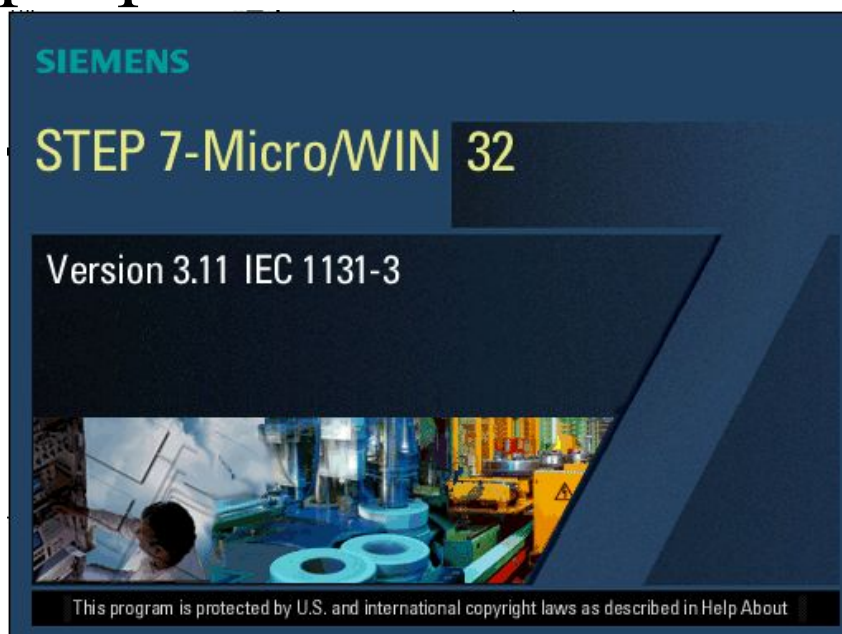 SIEMENS
STEP 7-Micro/WIN 32
Version 3.11 IEC 1131-3
This program is protected by U.S. and international copyright laws as described in Help About